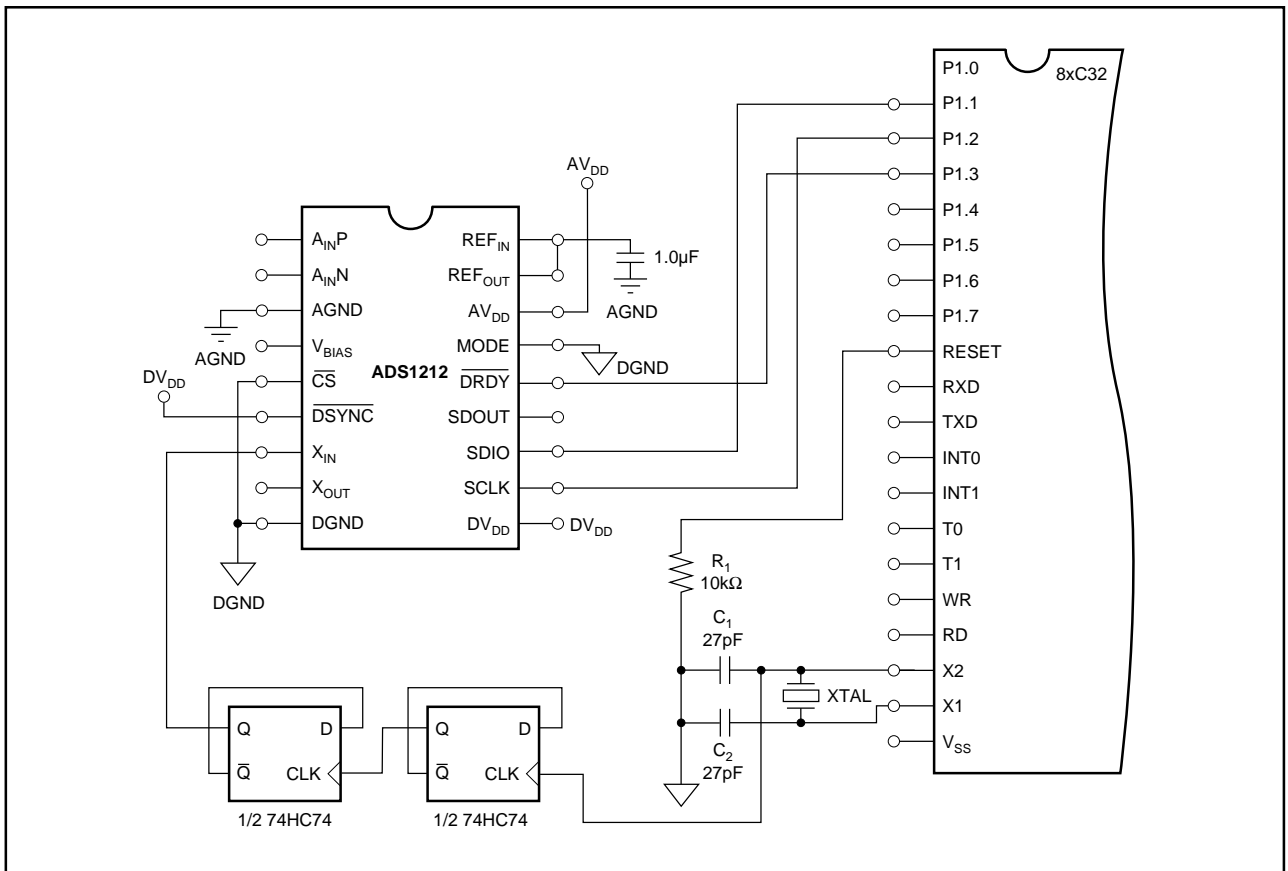 8xC32
P1.0
P1.1
P1.2
P1.3
P1.4
P1.5
P1.6
P1.7
RESET
RXD
TXD
INT0
INT1
T0
T1
WR
RD
X2
X1
VSS
AVDD
AINP
AINN
AGND
VBIAS
CS
DSYNC
XIN
XOUT
DGND
ADS1212
REFIN
REFOUT
AVDD
MODE
DRDY
SDOUT
SDIO
SCLK
DVDD
1.0µF
AGND
DGND
DVDD
AGND
DVDD
DGND
R1
10kΩ
C1
27pF
XTAL
C2
27pF
Q
D
Q
CLK
1/2 74HC74
Q
D
Q
CLK
1/2 74HC74